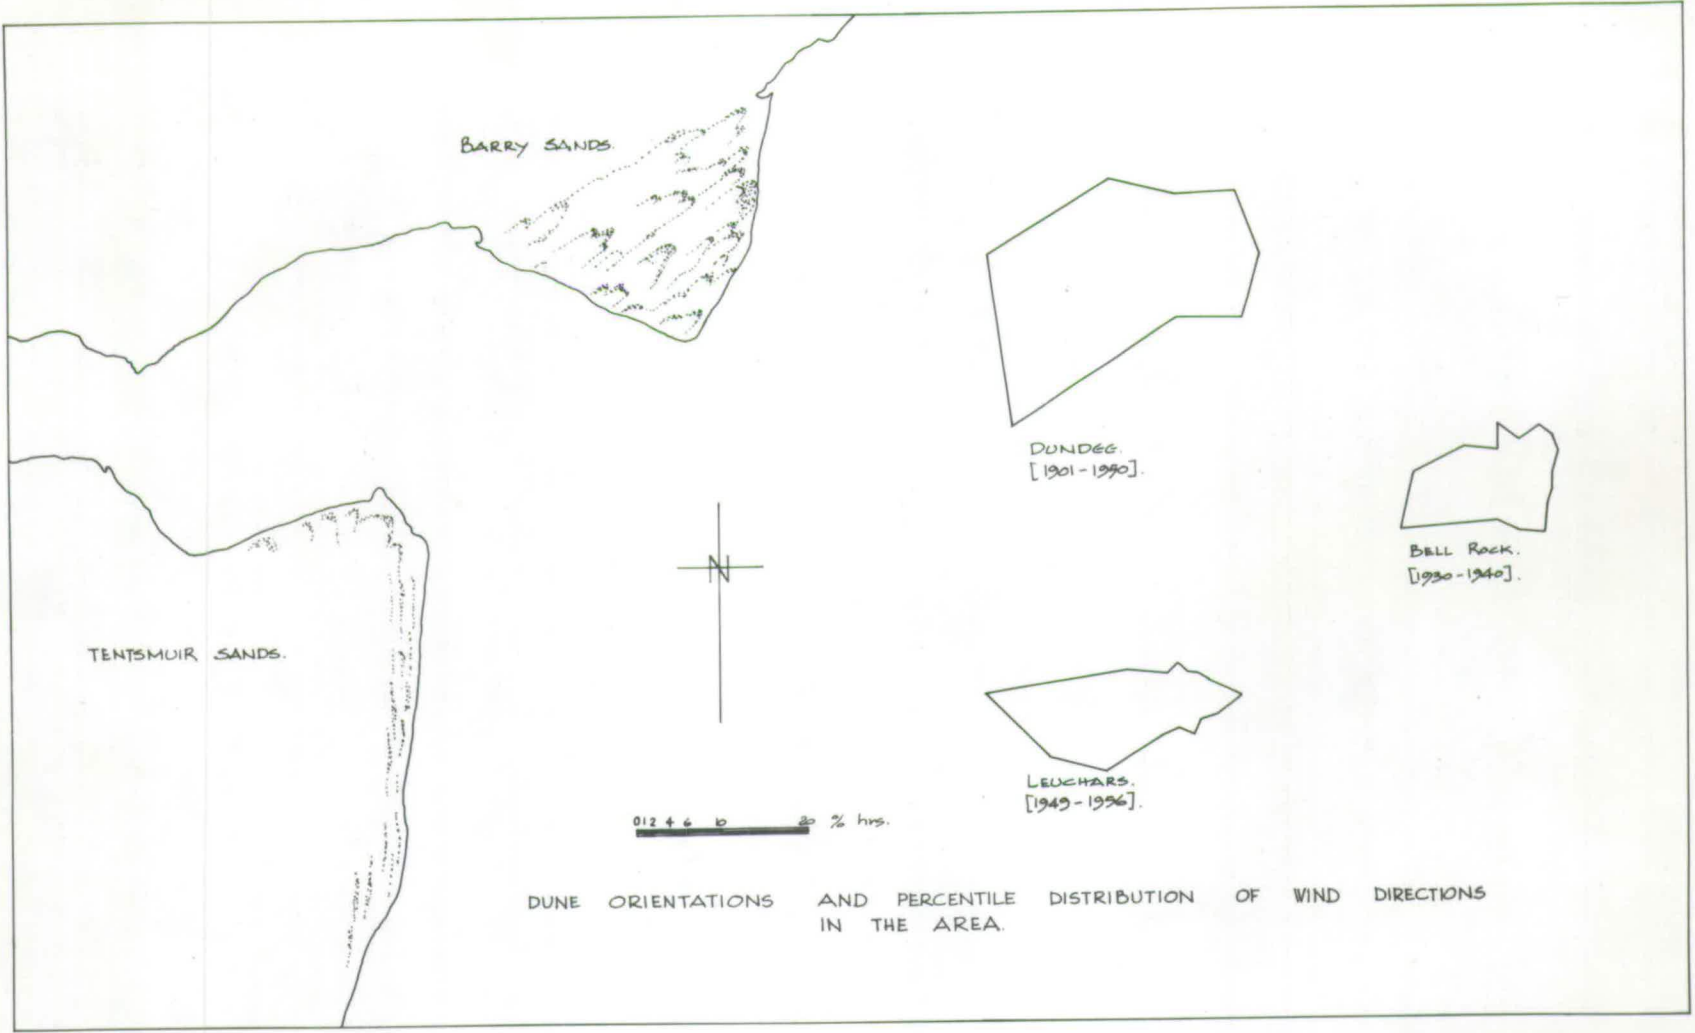 BARRY SANDS.
DUNDEE.
[1901-1950].
BELL ROCK.
[1930-1940].
N
TENTSMUIR SANDS.
LEUCHARS.
[1949-1956].
0 1 2 4 6 10 20 % hrs.
DUNE ORIENTATIONS AND PERCENTILE DISTRIBUTION OF WIND DIRECTIONS
IN THE AREA.